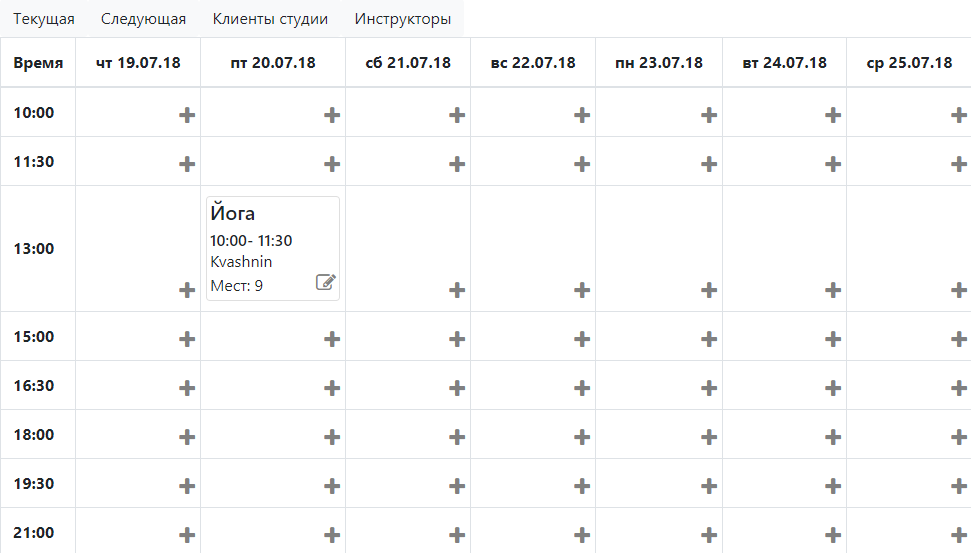 Текущая Следующая Клиенты студии Инструкторы
Время чт 19.07.18 пт 20.07.18 сб 21.07.18 вс 22.07.18 пн 23.07.18 вт 24.07.18 ср 25.07.18
10:00
11:30
13:00
Йога
10:00- 11:30
Kvashnin
Мест: 9
15:00
16:30
18:00
19:30
21:00